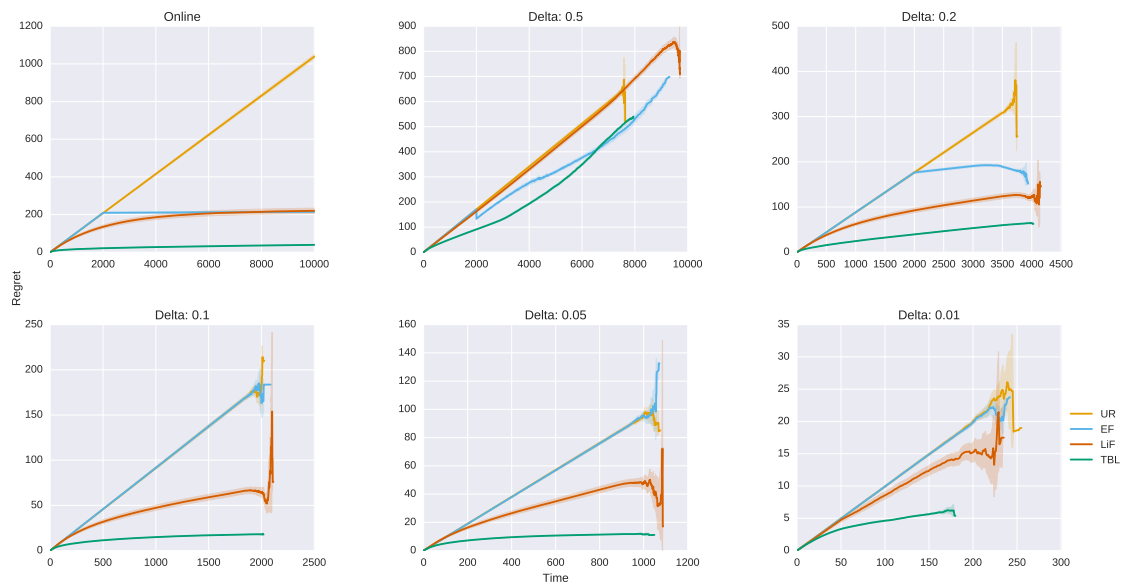 Online
Delta: 0.5
Delta: 0.2
1200
1000
800
600
400
200
0
0 2000 4000 6000 8000 10000
900
800
700
600
500
400
300
200
100
0
0 2000 4000 6000 8000 10000
500
400
300
200
100
0
0 500 1000 1500 2000 2500 3000 3500 4000 4500
Regret
Delta: 0.1
Delta: 0.05
Delta: 0.01
250
200
150
100
50
0
0 500 1000 1500 2000 2500
160
140
120
100
80
60
40
20
0
0 200 400 600 800 1000 1200
Time
35
30
25
20
15
10
5
0
0 50 100 150 200 250 300
UR
EF
LiF
TBL